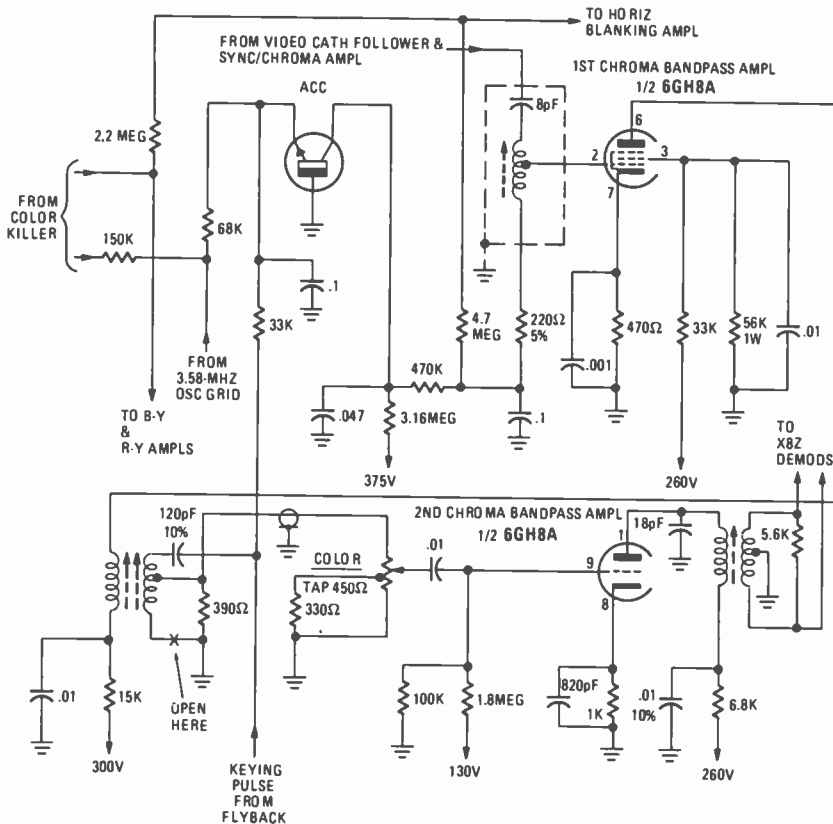 TO HORIZ
BLANKING AMPL
FROM VIDEO CATH FOLLOWER &
SYNC/CHROMA AMPL
1ST CHROMA BANDPASS AMPL
1/2 6GH8A
ACC
8pF
6
2
3
7
2.2 MEG
FROM
COLOR
KILLER
150K
68K
.1
33K
4.7
MEG
220Ω
5%
470Ω
33K
56K
1W
.01
.001
FROM
3.58-MHZ
OSC GRID
470K
.047
3.16MEG
.1
TO B-Y
&
R-Y AMPLS
375V
260V
TO
X8Z
DEMODS
120pF
10%
2ND CHROMA BANDPASS AMPL
1/2 6GH8A
18pF
5.6K
COLOR
TAP 450Ω
330Ω
.01
1
9
8
390Ω
.01
15K
OPEN
HERE
100K
1.8MEG
820pF
1K
.01
10%
6.8K
300V
KEYING
PULSE
FROM
FLYBACK
130V
260V